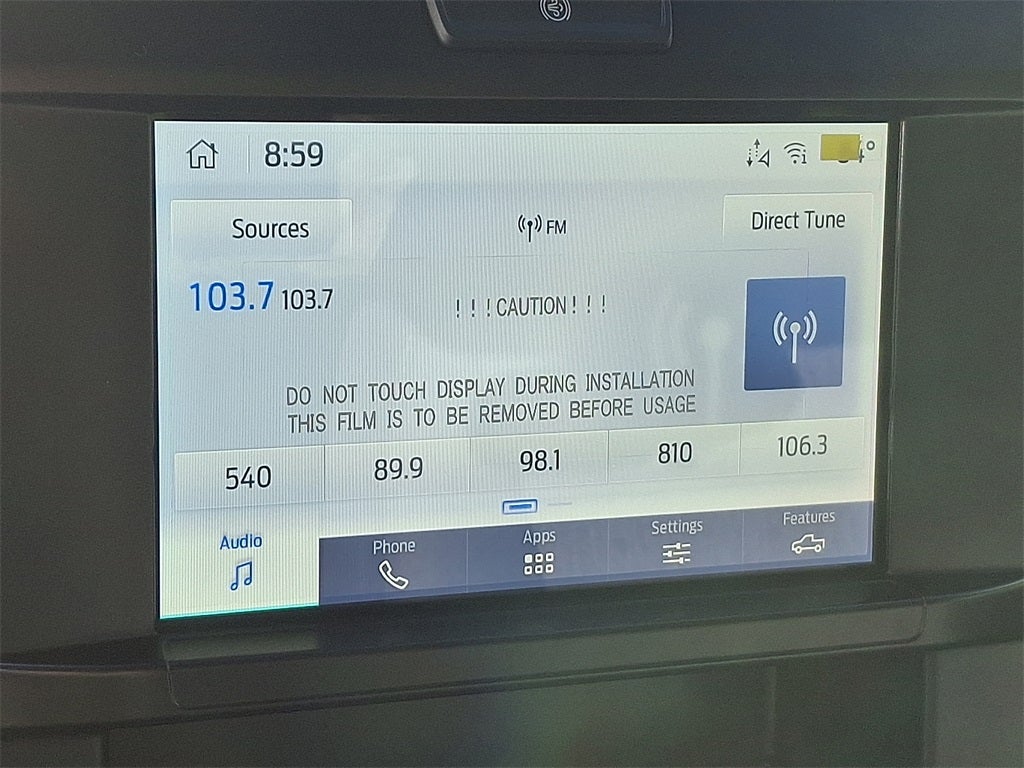 8:59
Sources
FM
Direct Tune
103.7 103.7
! ! ! CAUTION ! ! !
DO NOT TOUCH DISPLAY DURING INSTALLATION
THIS FILM IS TO BE REMOVED BEFORE USAGE
540 89.9 98.1 810 106.3
Audio Phone Apps Settings Features